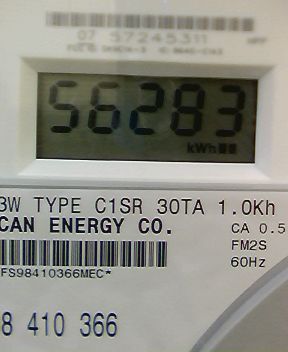 07 57245311
56283
kWh
3W TYPE C1SR 30TA 1.0Kh
CAN ENERGY CO.
CA 0.5
FM2S
60Hz
FS98410366MEC*
8 410 366